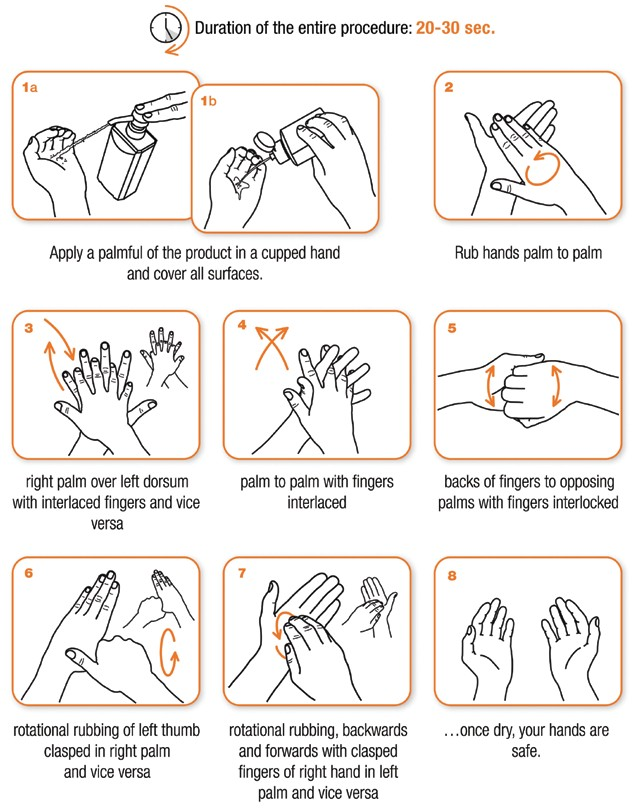 Duration of the entire procedure: 20-30 sec.
1a
1b
2
Apply a palmful of the product in a cupped hand
and cover all surfaces.
Rub hands palm to palm
3
4
5
right palm over left dorsum
with interlaced fingers and vice
versa
palm to palm with fingers
interlaced
backs of fingers to opposing
palms with fingers interlocked
6
7
8
rotational rubbing of left thumb
clasped in right palm
and vice versa
rotational rubbing, backwards
and forwards with clasped
fingers of right hand in left
palm and vice versa
…once dry, your hands are
safe.